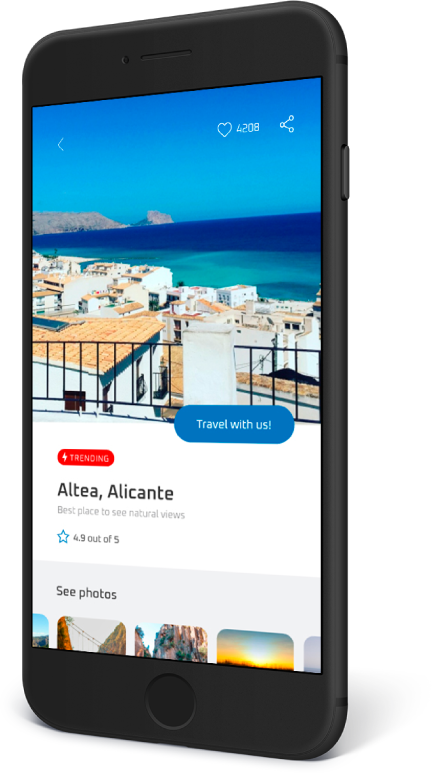 4208
Travel with us!
TRENDING
Altea, Alicante
Best place to see natural views
4.9 out of 5
See photos